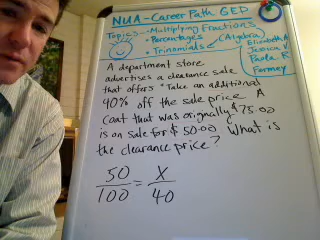 NUA-Career Path GED
Topics - Multiplying Fractions
• Percentages
• Trinomials (Algebra)
Elizabeth A
Jessica V
Paola R
A department store
advertises a clearance sale
that offers "Take an additional
40% off the sale price A
Coat that was orignally $75.00
is on sale for $50.00 What is
the clearance price?
50/100 = X/40